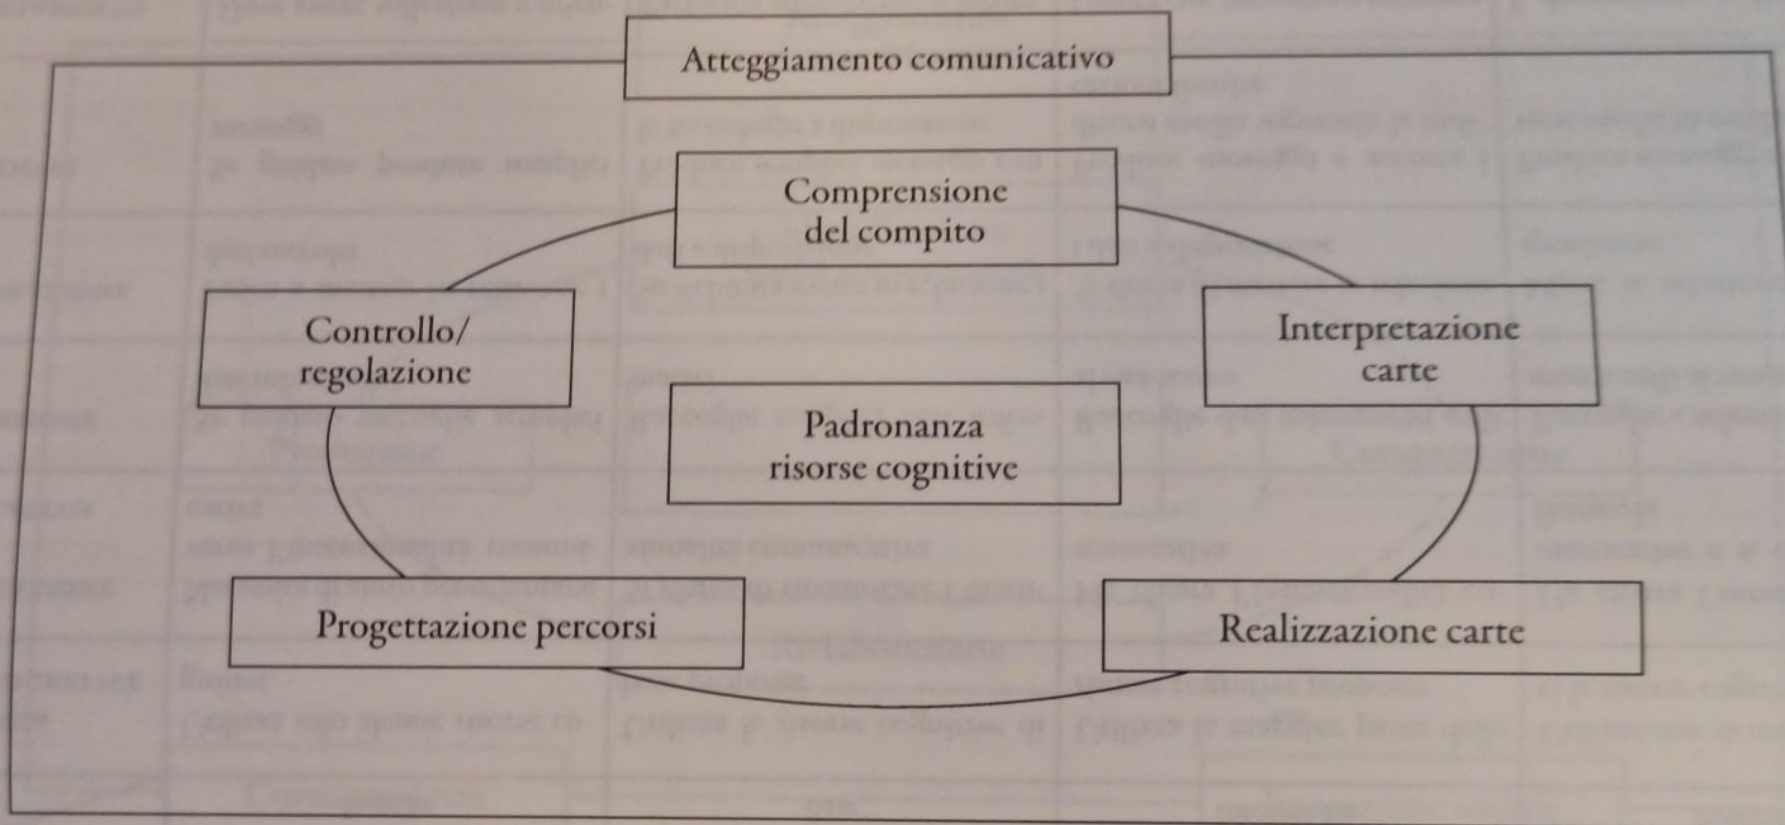 Atteggiamento comunicativo
Comprensione
del compito
Controllo/
regolazione
Interpretazione
carte
Padronanza
risorse cognitive
Progettazione percorsi
Realizzazione carte